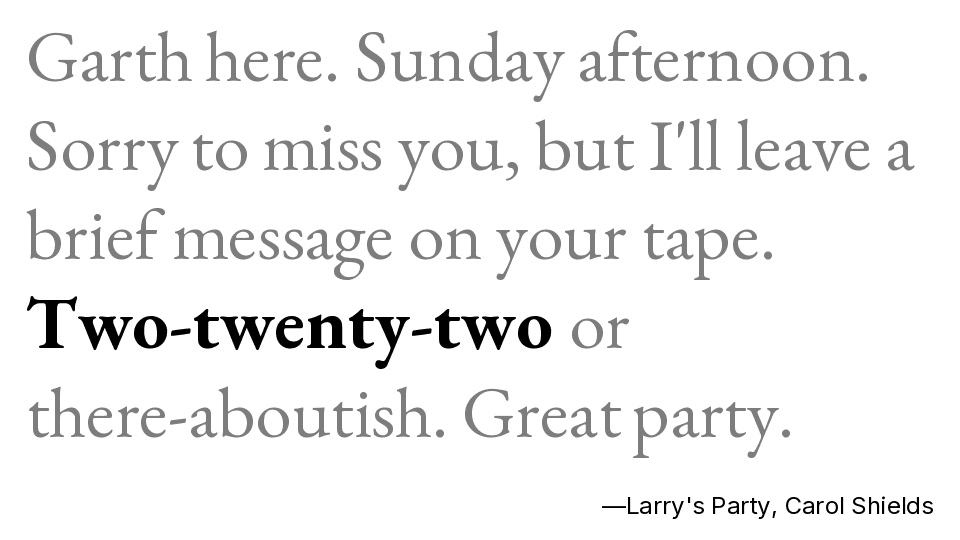 Garth here. Sunday afternoon.
Sorry to miss you, but I'll leave a
brief message on your tape.
Two-twenty-two or
there-aboutish. Great party.
—Larry's Party, Carol Shields